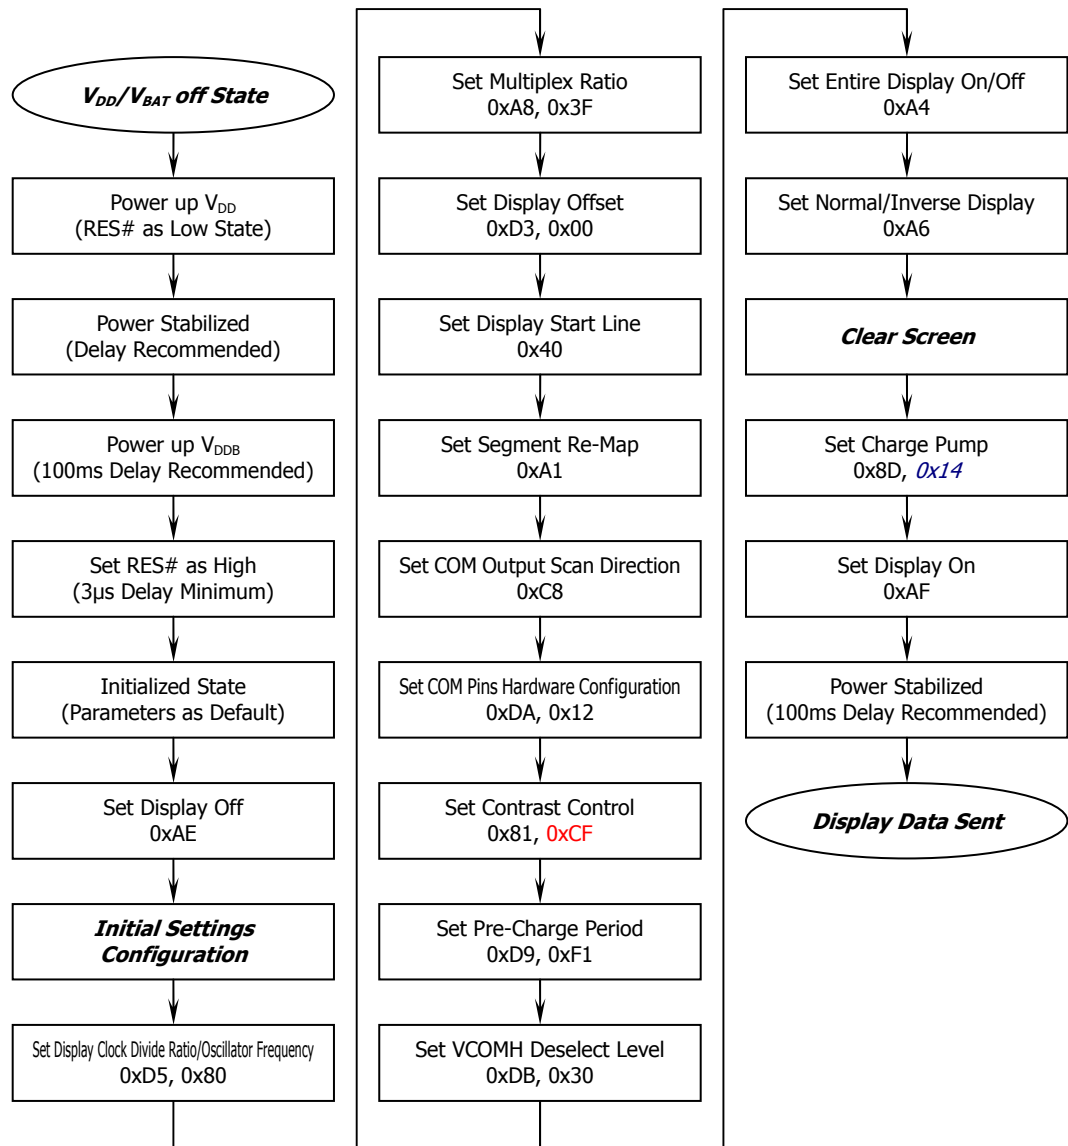 V_DD/V_BAT off State
Power up V_DD
(RES# as Low State)
Power Stabilized
(Delay Recommended)
Power up V_DDB
(100ms Delay Recommended)
Set RES# as High
(3μs Delay Minimum)
Initialized State
(Parameters as Default)
Set Display Off
0xAE
Initial Settings
Configuration
Set Display Clock Divide Ratio/Oscillator Frequency
0xD5, 0x80
Set Multiplex Ratio
0xA8, 0x3F
Set Display Offset
0xD3, 0x00
Set Display Start Line
0x40
Set Segment Re-Map
0xA1
Set COM Output Scan Direction
0xC8
Set COM Pins Hardware Configuration
0xDA, 0x12
Set Contrast Control
0x81, 0xCF
Set Pre-Charge Period
0xD9, 0xF1
Set VCOMH Deselect Level
0xDB, 0x30
Set Entire Display On/Off
0xA4
Set Normal/Inverse Display
0xA6
Clear Screen
Set Charge Pump
0x8D, 0x14
Set Display On
0xAF
Power Stabilized
(100ms Delay Recommended)
Display Data Sent